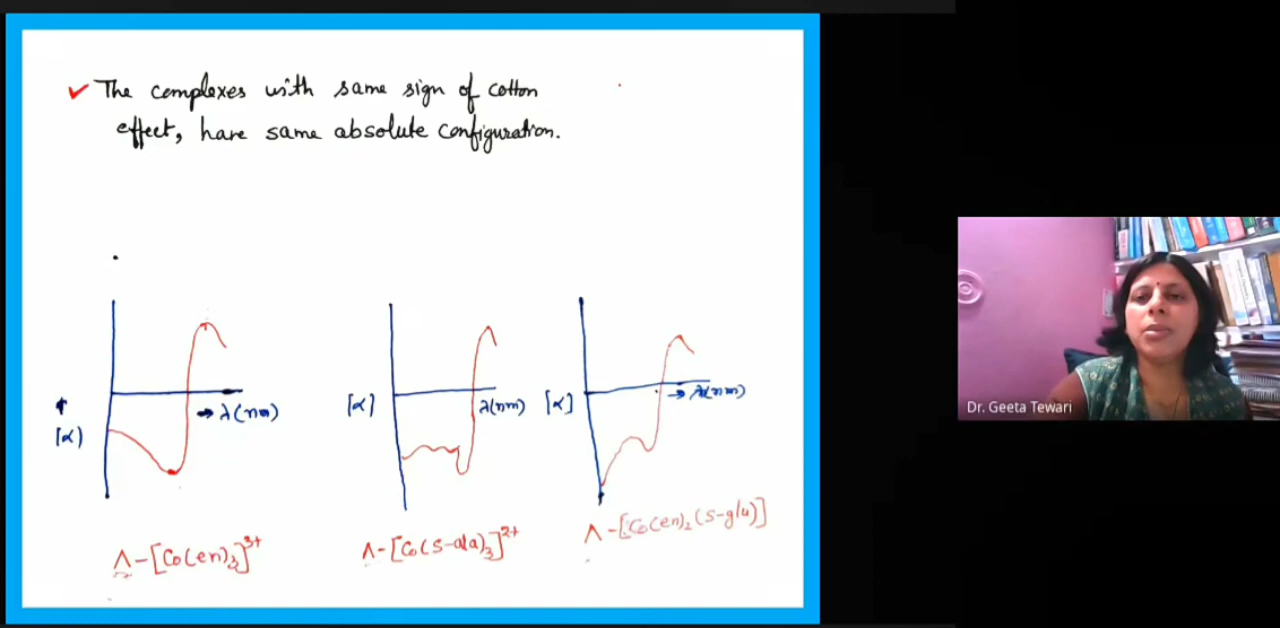 ✓ The complexes with same sign of cotton
effect, have same absolute configuration.
[α]
→ λ(nm)
[α]
λ(nm)
[α]
→ λ(nm)
Λ-[Co(en)₃]³⁺
Λ-[Co(S-ala)₃]²⁺
Λ-[Co(en)₂(S-glu)]
Dr. Geeta Tewari